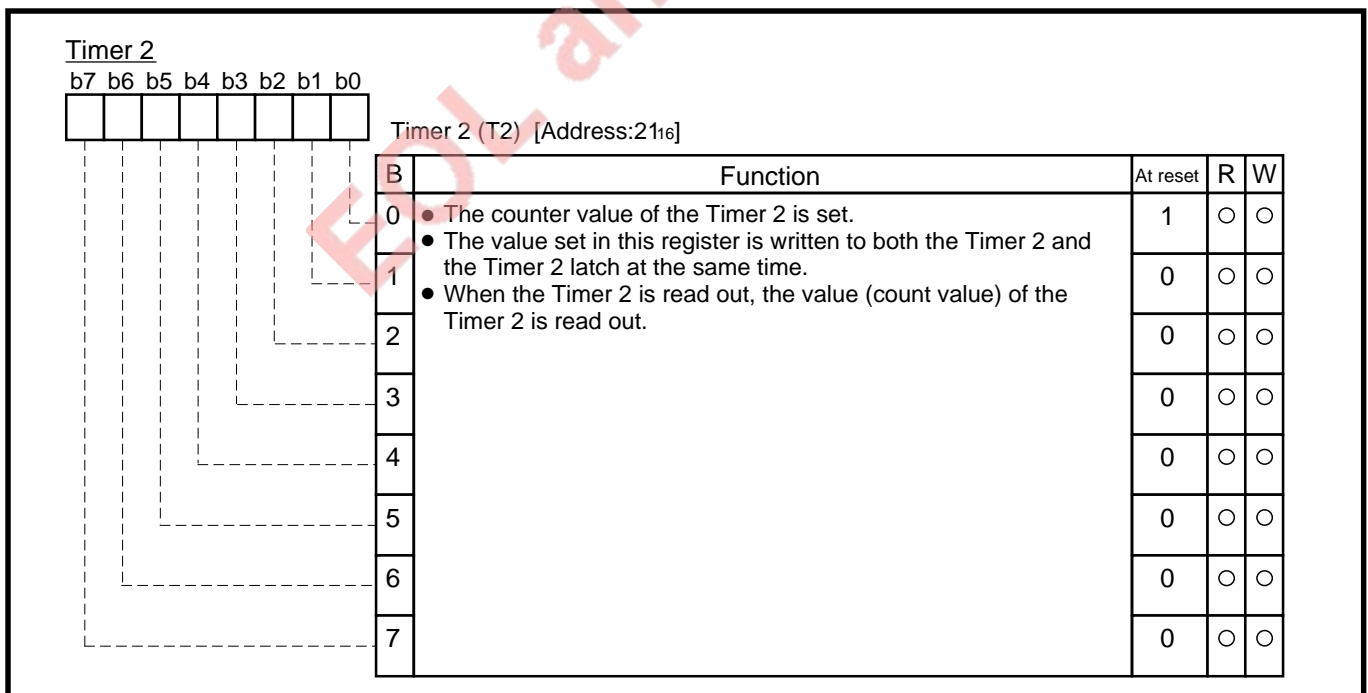 Timer 2
b7 b6 b5 b4 b3 b2 b1 b0
Timer 2 (T2) [Address:2116]
B Function At reset R W
0 ● The counter value of the Timer 2 is set. 1 ○ ○
● The value set in this register is written to both the Timer 2 and
the Timer 2 latch at the same time.
1 0 ○ ○
● When the Timer 2 is read out, the value (count value) of the
Timer 2 is read out.
2 0 ○ ○
3 0 ○ ○
4 0 ○ ○
5 0 ○ ○
6 0 ○ ○
7 0 ○ ○
EOL